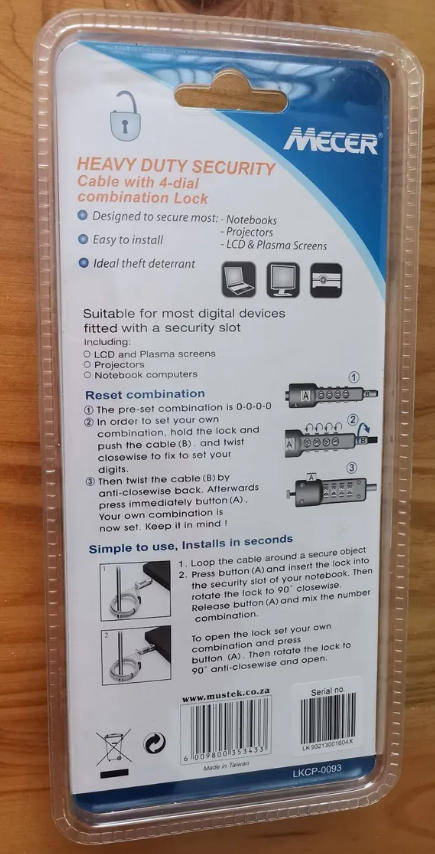 MECER®
HEAVY DUTY SECURITY
Cable with 4-dial
combination Lock
Designed to secure most: - Notebooks
- Projectors
- LCD & Plasma Screens
Easy to install
Ideal theft deterrant
Suitable for most digital devices
fitted with a security slot
Including:
LCD and Plasma screens
Projectors
Notebook computers
Reset combination
① The pre-set combination is 0-0-0-0
② In order to set your own
combination, hold the lock and
push the cable (B) . and twist
closewise to fix to set your
digits.
③ Then twist the cable (B) by
anti-closewise back. Afterwards
press immediately button (A) .
Your own combination is
now set. Keep it in mind !
①
A
②
A
B
③
A
Simple to use, Installs in seconds
1
1. Loop the cable around a secure object
2. Press button (A) and insert the lock into
the security slot of your notebook. Then
rotate the lock to 90° closewise.
Release button (A) and mix the number
combination.
2
To open the lock set your own
combination and press
button (A) . Then rotate the lock to
90° anti-closewise and open.
www.mustek.co.za
6 009800 353433
Made in Taiwan
Serial no.
LKCP-0093